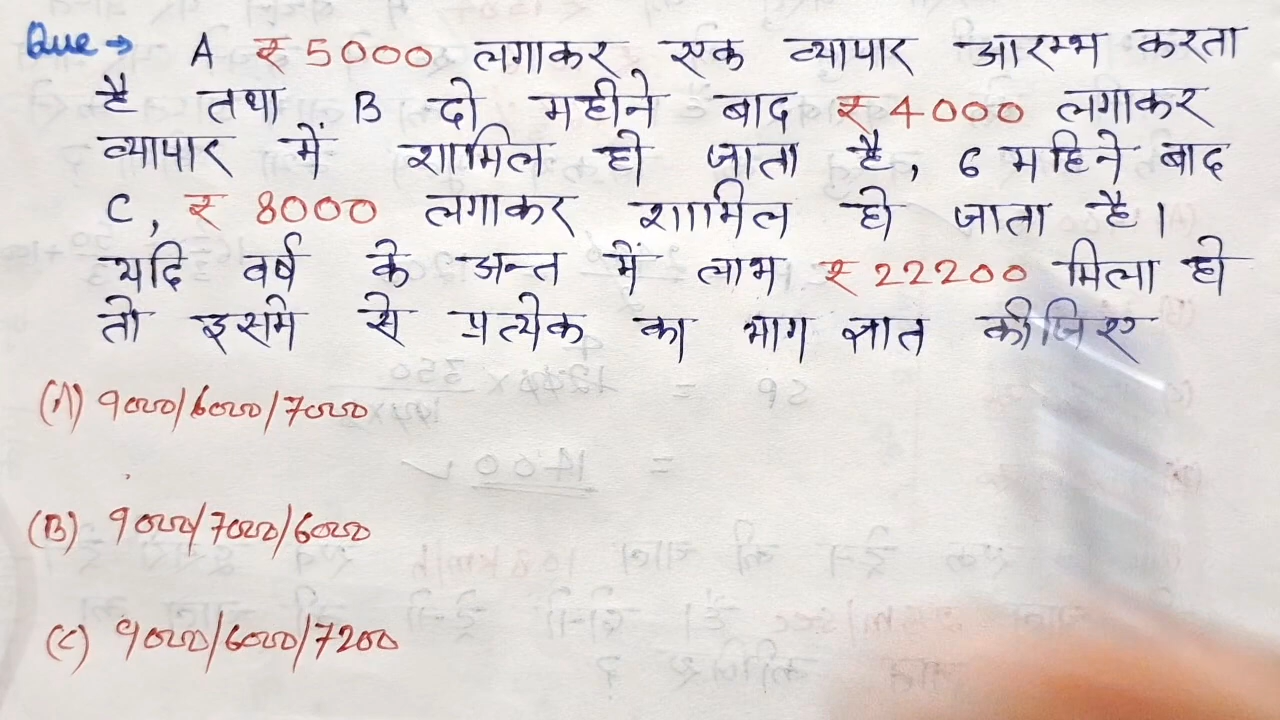 Que → A ₹ 5000 लगाकर एक व्यापार आरम्भ करता
है तथा B दो महीने बाद ₹ 4000 लगाकर
व्यापार में शामिल हो जाता है, 6 महिने बाद
C, ₹ 8000 लगाकर शामिल हो जाता है।
यदि वर्ष के अन्त में लाभ ₹ 22200 मिला हो
तो इसमे से प्रत्येक का भाग ज्ञात कीजिए
(A) 9000/6000/7000
(B) 9000/7000/6000
(C) 9000/6000/7200